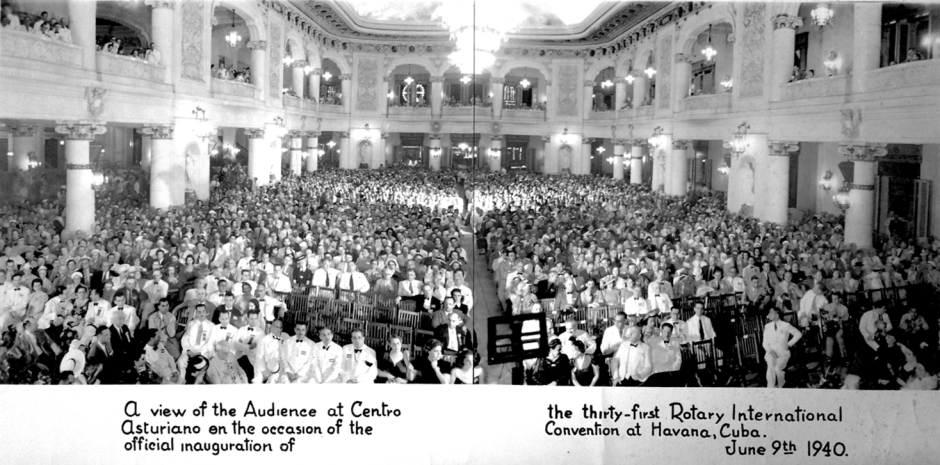 A view of the Audience at Centro
Asturiano on the occasion of the
official inauguration of
the thirty-first Rotary International
Convention at Havana, Cuba.
June 9th 1940.